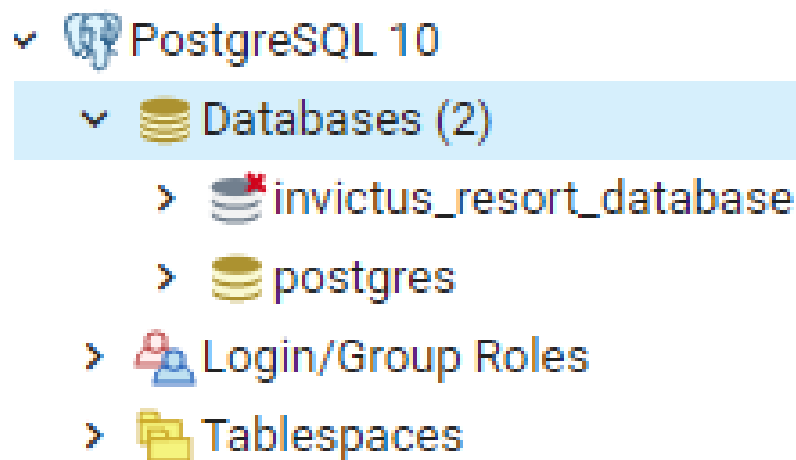 PostgreSQL 10
Databases (2)
invictus_resort_database
postgres
Login/Group Roles
Tablespaces